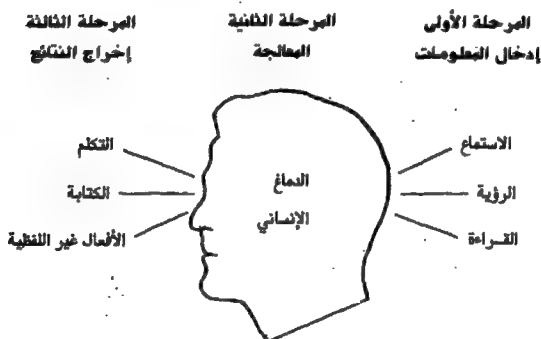 المرحلة الأولى
إدخال المعلومات
المرحلة الثانية
المعالجة
المرحلة الثالثة
إخراج النتائج
الاستماع
الرؤية
القـراءة
الدماغ
الإنساني
التكلم
الكتابة
الأفعال غير اللفظية